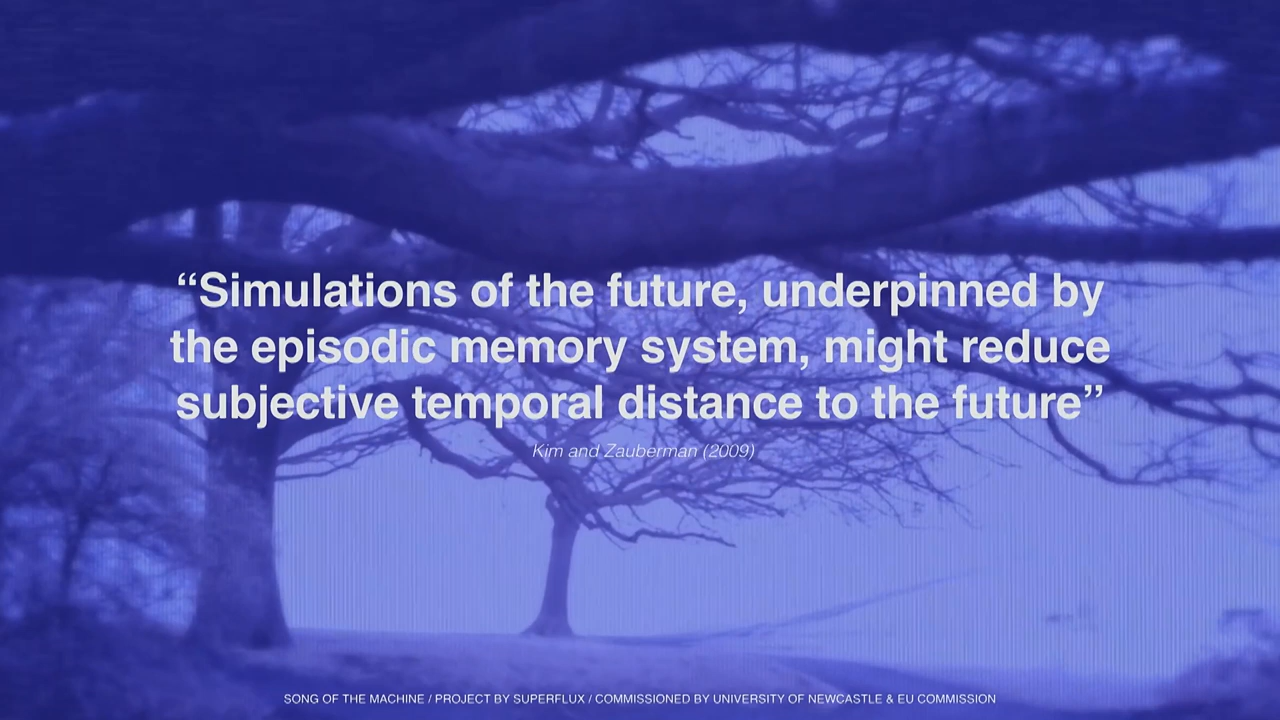 “Simulations of the future, underpinned by
the episodic memory system, might reduce
subjective temporal distance to the future”
Kim and Zauberman (2009)
SONG OF THE MACHINE / PROJECT BY SUPERFLUX / COMMISSIONED BY UNIVERSITY OF NEWCASTLE & EU COMMISSION